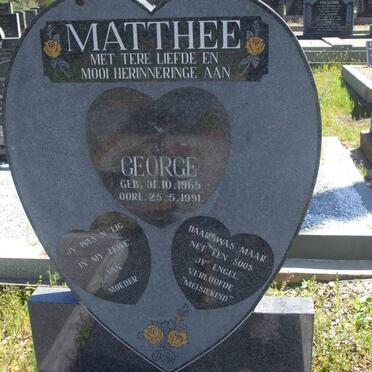 MATTHEE
MET TERE LIEFDE EN
MOOI HERINNERINGE AAN
GEORGE
GEB. 31.10.1965
OORL. 25.5.1991
JY WAS 'N LIG
IN MY LEWE,
VAN
MOEDER
DAAR WAS MAAR
NET EEN SOOS
JY ENGEL
VERLOOFDE
"MEISIEKIND"